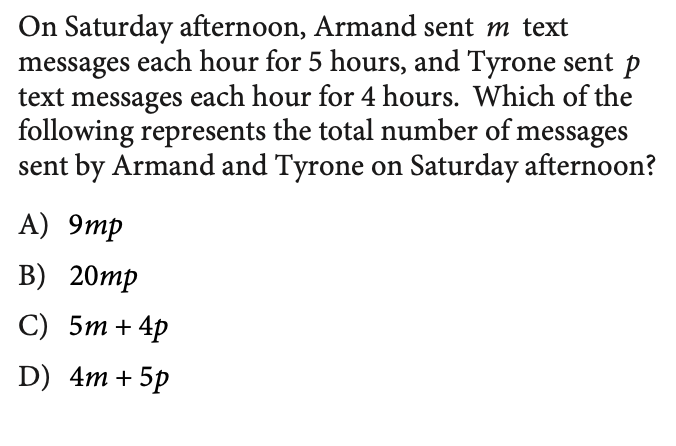 On Saturday afternoon, Armand sent m text
messages each hour for 5 hours, and Tyrone sent p
text messages each hour for 4 hours. Which of the
following represents the total number of messages
sent by Armand and Tyrone on Saturday afternoon?
A) 9mp
B) 20mp
C) 5m + 4p
D) 4m + 5p